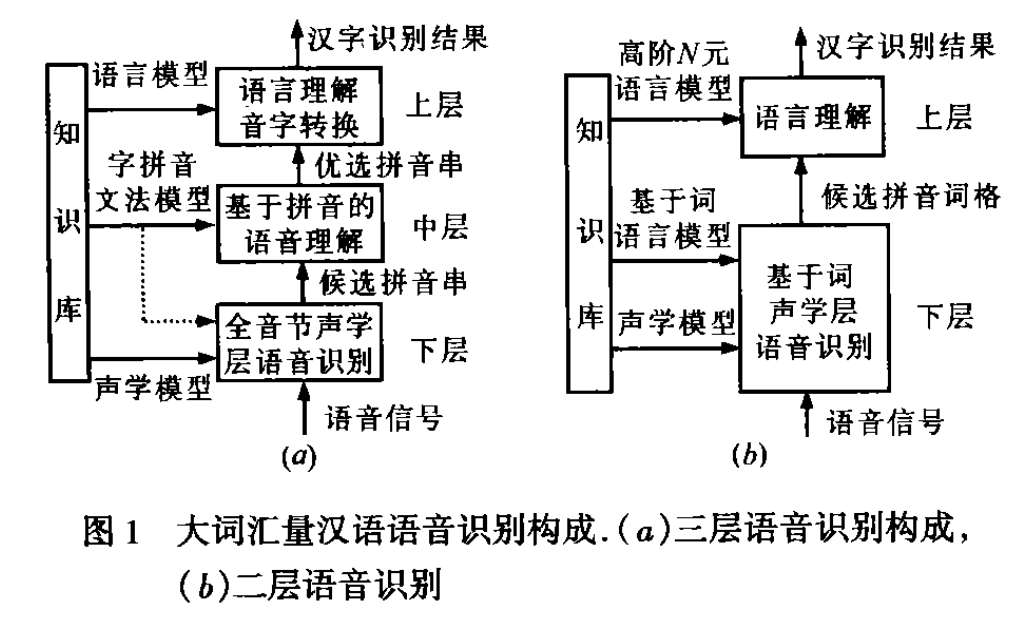 汉字识别结果
语言模型
语言理解
音字转换
上层
优选拼音串
字拼音
文法模型
基于拼音的
语音理解
中层
候选拼音串
全音节声学
层语音识别
下层
声学模型
语音信号
知
识
库
(a)
汉字识别结果
高阶N元
语言模型
语言理解
上层
候选拼音词格
基于词
语言模型
基于词
声学层
语音识别
下层
声学模型
语音信号
知
识
库
(b)
图1 大词汇量汉语语音识别构成.(a)三层语音识别构成,
(b)二层语音识别